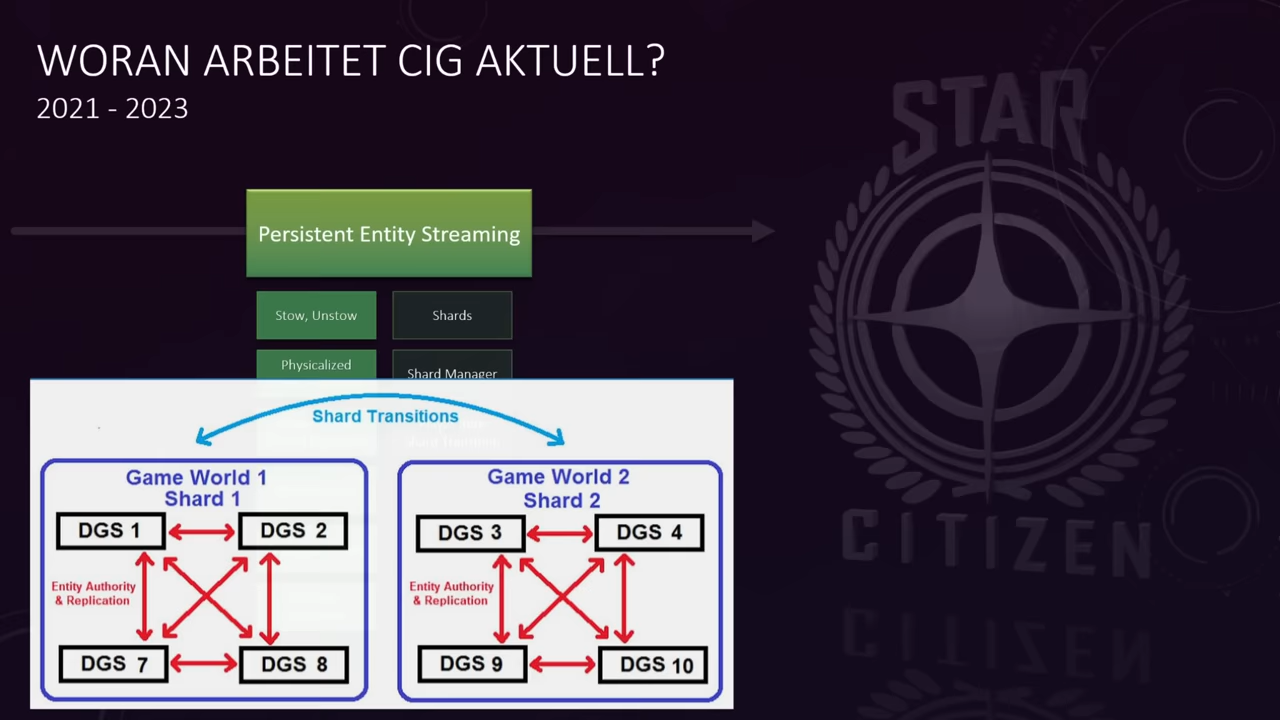 WORAN ARBEITET CIG AKTUELL?
2021 - 2023
STAR
CITIZEN
Persistent Entity Streaming
Stow, Unstow
Shards
Physicalized
Shard Manager
Shard Transitions
Game World 1
Shard 1
DGS 1
DGS 2
Entity Authority
& Replication
DGS 7
DGS 8
Game World 2
Shard 2
DGS 3
DGS 4
Entity Authority
& Replication
DGS 9
DGS 10